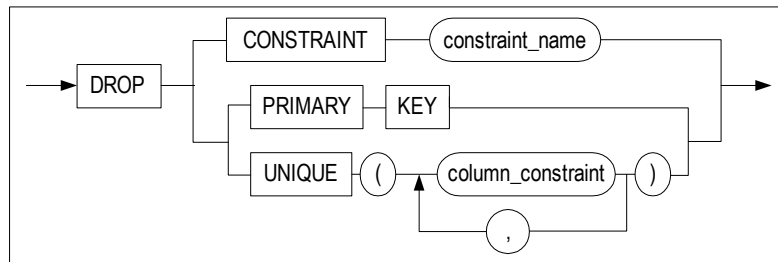 CONSTRAINT constraint_name
DROP
PRIMARY KEY
UNIQUE ( column_constraint )
,